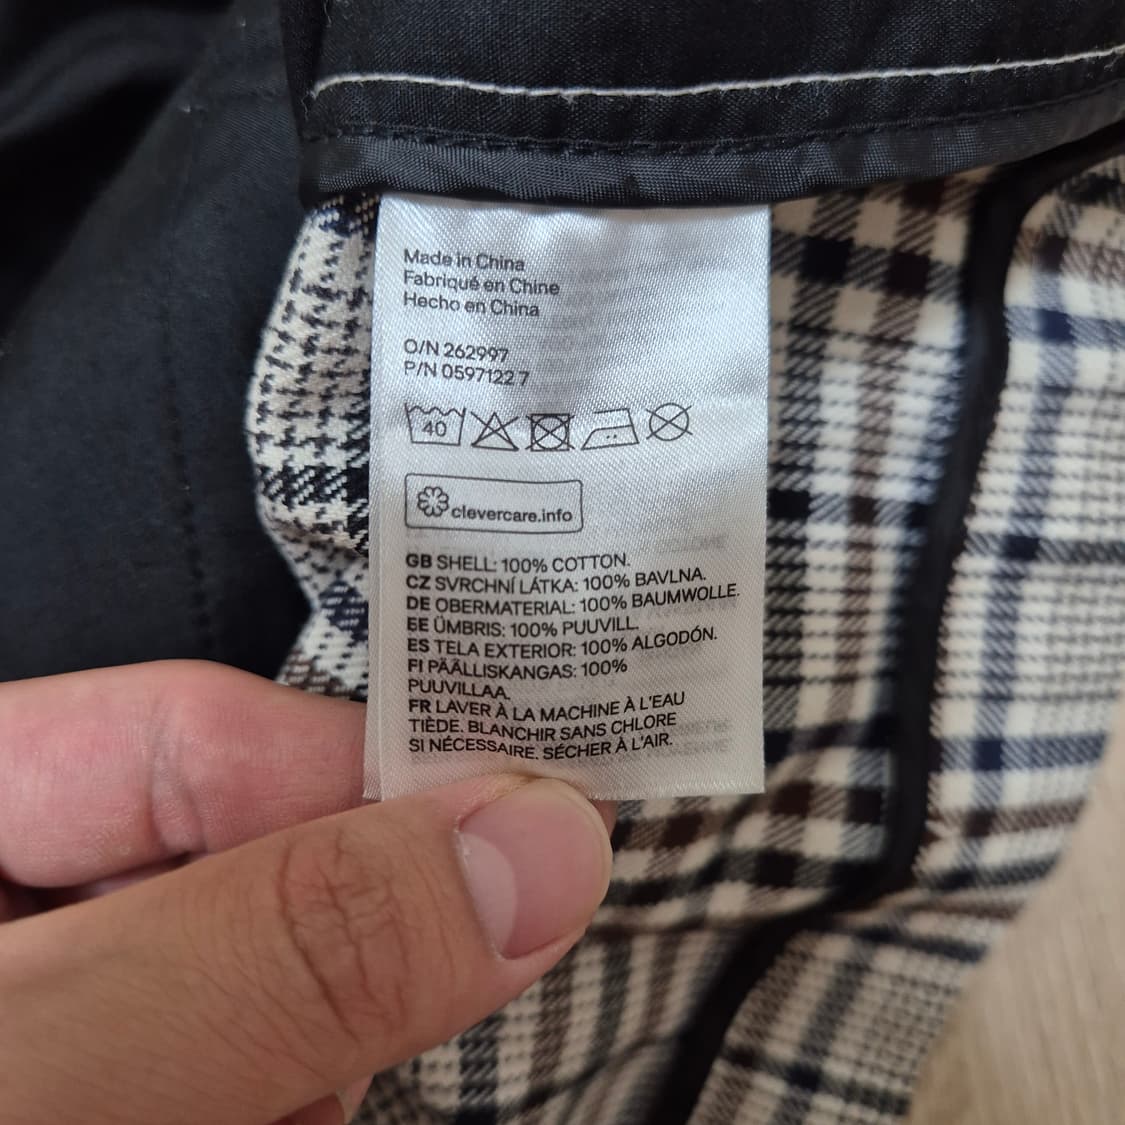 Made in China
Fabriqué en Chine
Hecho en China
O/N 262997
P/N 0597122 7
40
clevercare.info
GB SHELL: 100% COTTON.
CZ SVRCHNÍ LÁTKA: 100% BAVLNA.
DE OBERMATERIAL: 100% BAUMWOLLE.
EE ÜMBRIS: 100% PUUVILL.
ES TELA EXTERIOR: 100% ALGODÓN.
FI PÄÄLLISKANGAS: 100%
PUUVILLAA.
FR LAVER À LA MACHINE À L'EAU
TIÈDE. BLANCHIR SANS CHLORE
SI NÉCESSAIRE. SÉCHER À L'AIR.